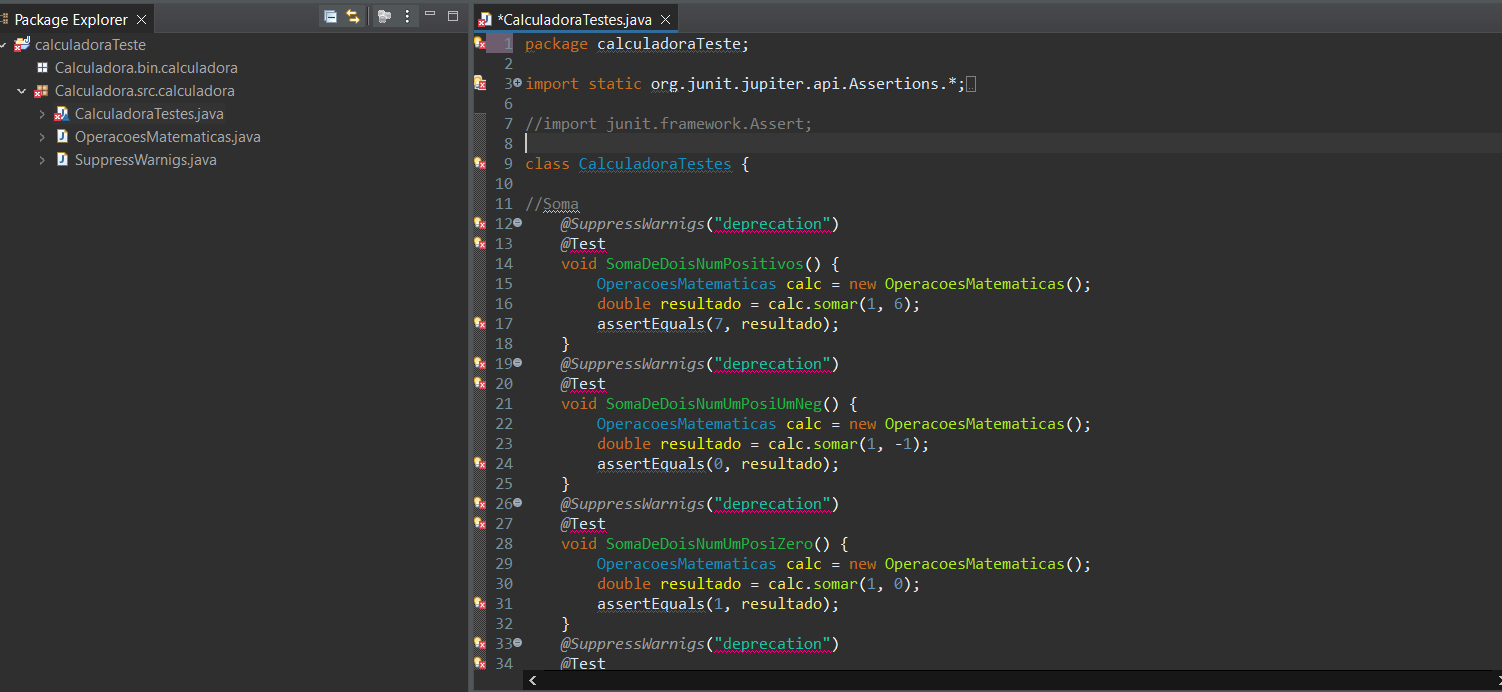 Package Explorer
calculadoraTeste
Calculadora.bin.calculadora
Calculadora.src.calculadora
CalculadoraTestes.java
OperacoesMatematicas.java
SuppressWarnigs.java
*CalculadoraTestes.java
1 package calculadoraTeste;
2
3 import static org.junit.jupiter.api.Assertions.*;
6
7 //import junit.framework.Assert;
8
9 class CalculadoraTestes {
10
11 //Soma
12 @SuppressWarnigs("deprecation")
13 @Test
14 void SomaDeDoisNumPositivos() {
15 OperacoesMatematicas calc = new OperacoesMatematicas();
16 double resultado = calc.somar(1, 6);
17 assertEquals(7, resultado);
18 }
19 @SuppressWarnigs("deprecation")
20 @Test
21 void SomaDeDoisNumUmPosiUmNeg() {
22 OperacoesMatematicas calc = new OperacoesMatematicas();
23 double resultado = calc.somar(1, -1);
24 assertEquals(0, resultado);
25 }
26 @SuppressWarnigs("deprecation")
27 @Test
28 void SomaDeDoisNumUmPosiZero() {
29 OperacoesMatematicas calc = new OperacoesMatematicas();
30 double resultado = calc.somar(1, 0);
31 assertEquals(1, resultado);
32 }
33 @SuppressWarnigs("deprecation")
34 @Test